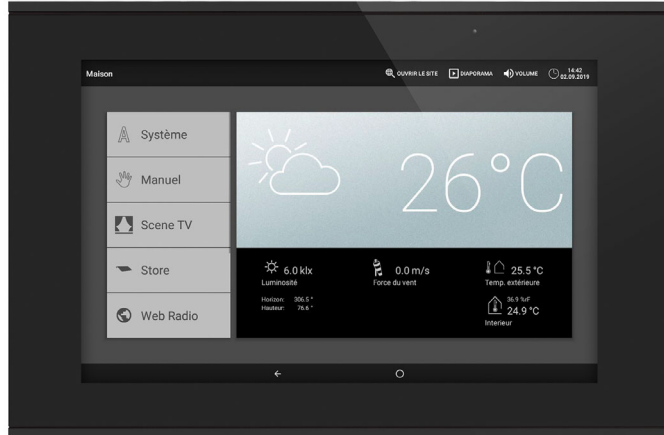 Maison
OUVRIR LE SITE
DIAPORAMA
VOLUME
14:42
02.09.2019
Système
Manuel
Scene TV
Store
Web Radio
26°C
6.0 klx
Luminosité
Horizon: 306.5 °
Hauteur: 76.6 °
0.0 m/s
Force du vent
25.5 °C
Temp. extérieure
36.9 %rF
24.9 °C
Interieur